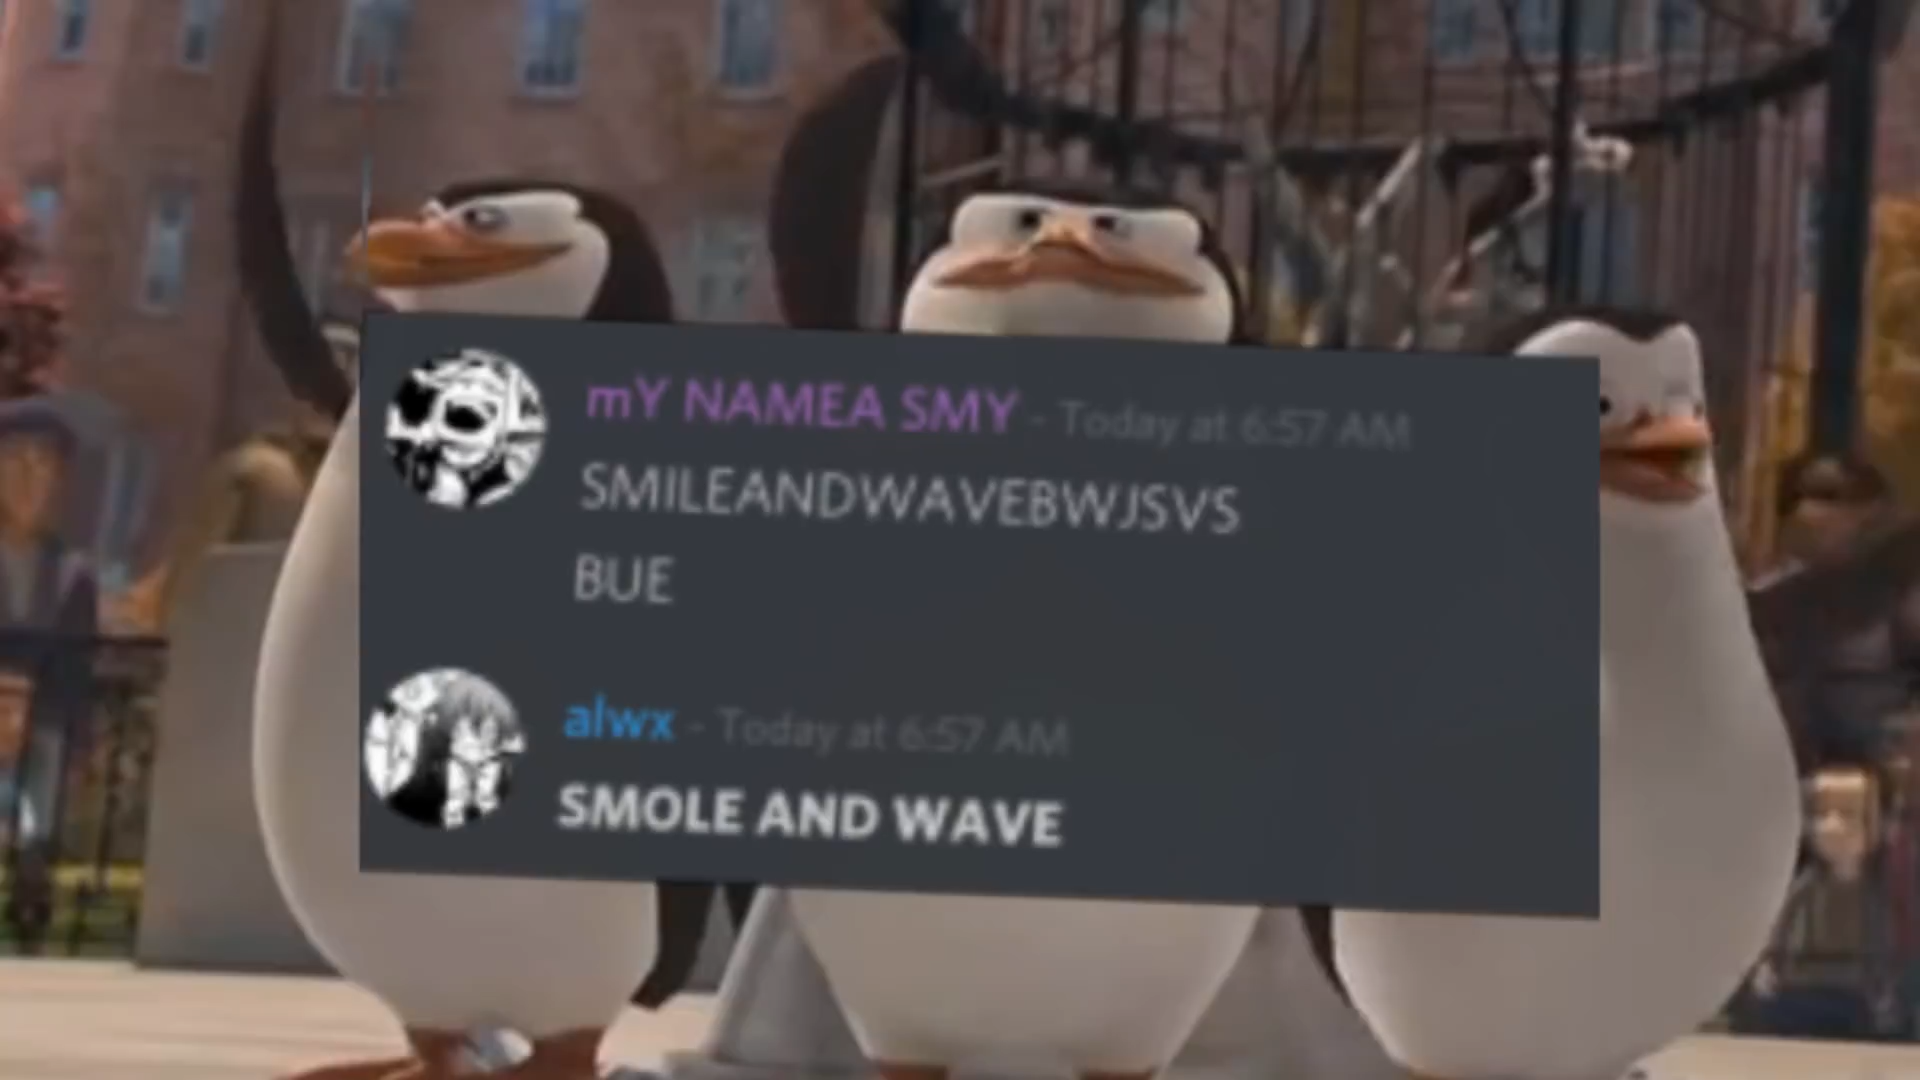 mY NAMEA SMY - Today at 6:57 AM
SMILEANDWAVEBWJSVS
BUE
alwx - Today at 6:57 AM
SMOLE AND WAVE